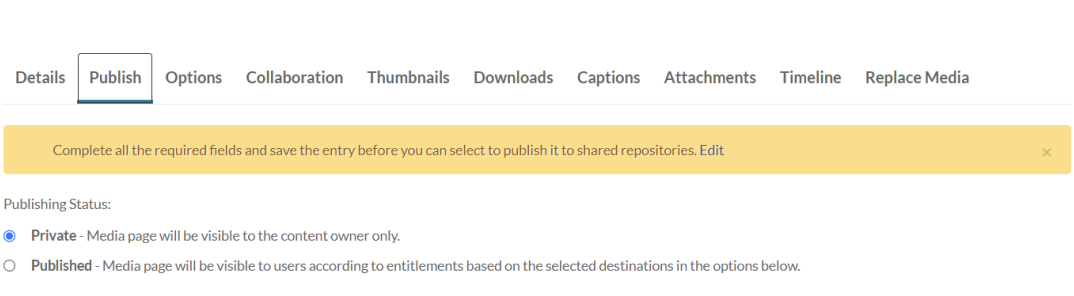 Details Publish Options Collaboration Thumbnails Downloads Captions Attachments Timeline Replace Media
Complete all the required fields and save the entry before you can select to publish it to shared repositories. Edit ×
Publishing Status:
Private - Media page will be visible to the content owner only.
Published - Media page will be visible to users according to entitlements based on the selected destinations in the options below.